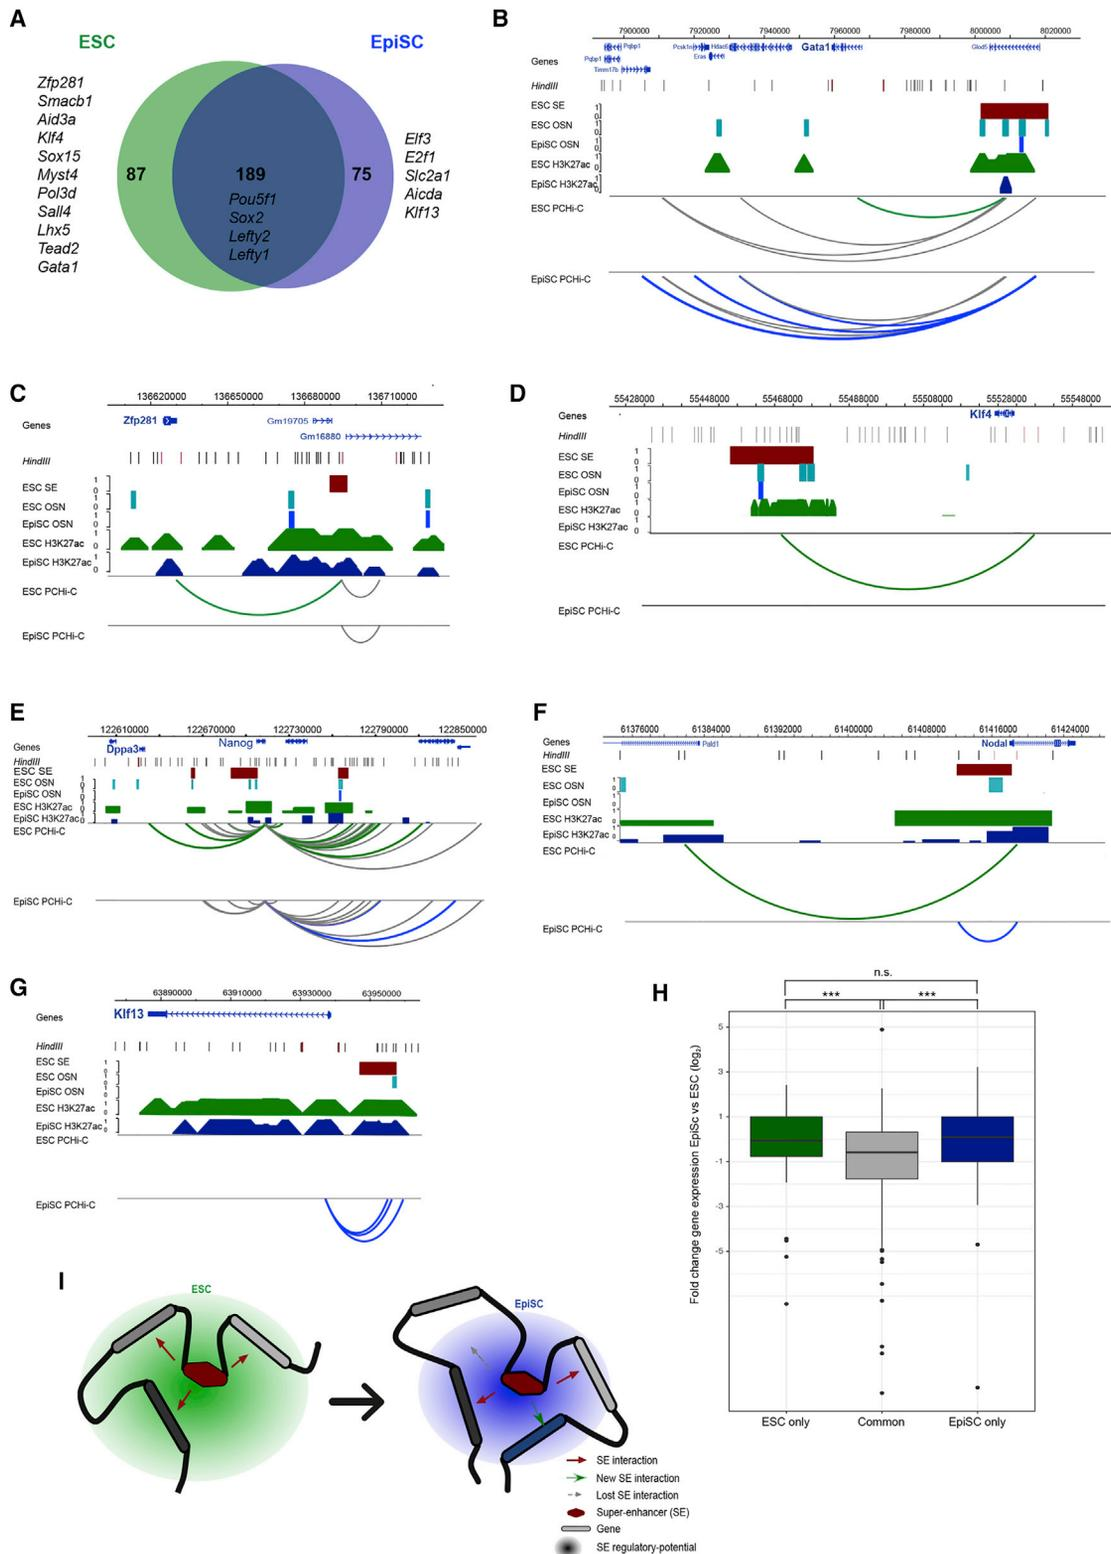 A
ESC
EpiSC
Zfp281
Smacb1
Aid3a
Klf4
Sox15
Myst4
Pol3d
Sall4
Lhx5
Tead2
Gata1
87
189
75
Pou5f1
Sox2
Lefty2
Lefty1
Elf3
E2f1
Slc2a1
Aicda
Klf13
B
7900000 7920000 7940000 7960000 7980000 8000000 8020000
Genes
Pqbp1 Pcsk1n Hdac6 Gata1 Glod5
Pqbp1 Eras
Timm17b
HindIII
ESC SE
ESC OSN
EpiSC OSN
ESC H3K27ac
EpiSC H3K27ac
ESC PCHi-C
EpiSC PCHi-C
C
136620000 136650000 136680000 136710000
Genes
Zfp281 Gm19705
Gm16880
HindIII
ESC SE
ESC OSN
EpiSC OSN
ESC H3K27ac
EpiSC H3K27ac
ESC PCHi-C
EpiSC PCHi-C
D
55428000 55448000 55468000 55488000 55508000 55528000 55548000
Genes
Klf4
HindIII
ESC SE
ESC OSN
EpiSC OSN
ESC H3K27ac
EpiSC H3K27ac
ESC PCHi-C
EpiSC PCHi-C
E
122610000 122670000 122730000 122790000 122850000
Genes
Dppa3 Nanog
HindIII
ESC SE
ESC OSN
EpiSC OSN
ESC H3K27ac
EpiSC H3K27ac
ESC PCHi-C
EpiSC PCHi-C
F
61376000 61384000 61392000 61400000 61408000 61416000 61424000
Genes
Pald1 Nodal
HindIII
ESC SE
ESC OSN
EpiSC OSN
ESC H3K27ac
EpiSC H3K27ac
ESC PCHi-C
EpiSC PCHi-C
G
63890000 63910000 63930000 63950000
Genes
Klf13
HindIII
ESC SE
ESC OSN
EpiSC OSN
ESC H3K27ac
EpiSC H3K27ac
ESC PCHi-C
EpiSC PCHi-C
H
n.s.
*** ***
Fold change gene expression EpiSc vs ESC (log2)
5
3
1
-1
-3
-5
ESC only Common EpiSC only
I
ESC
EpiSC
SE interaction
New SE interaction
Lost SE interaction
Super-enhancer (SE)
Gene
SE regulatory-potential